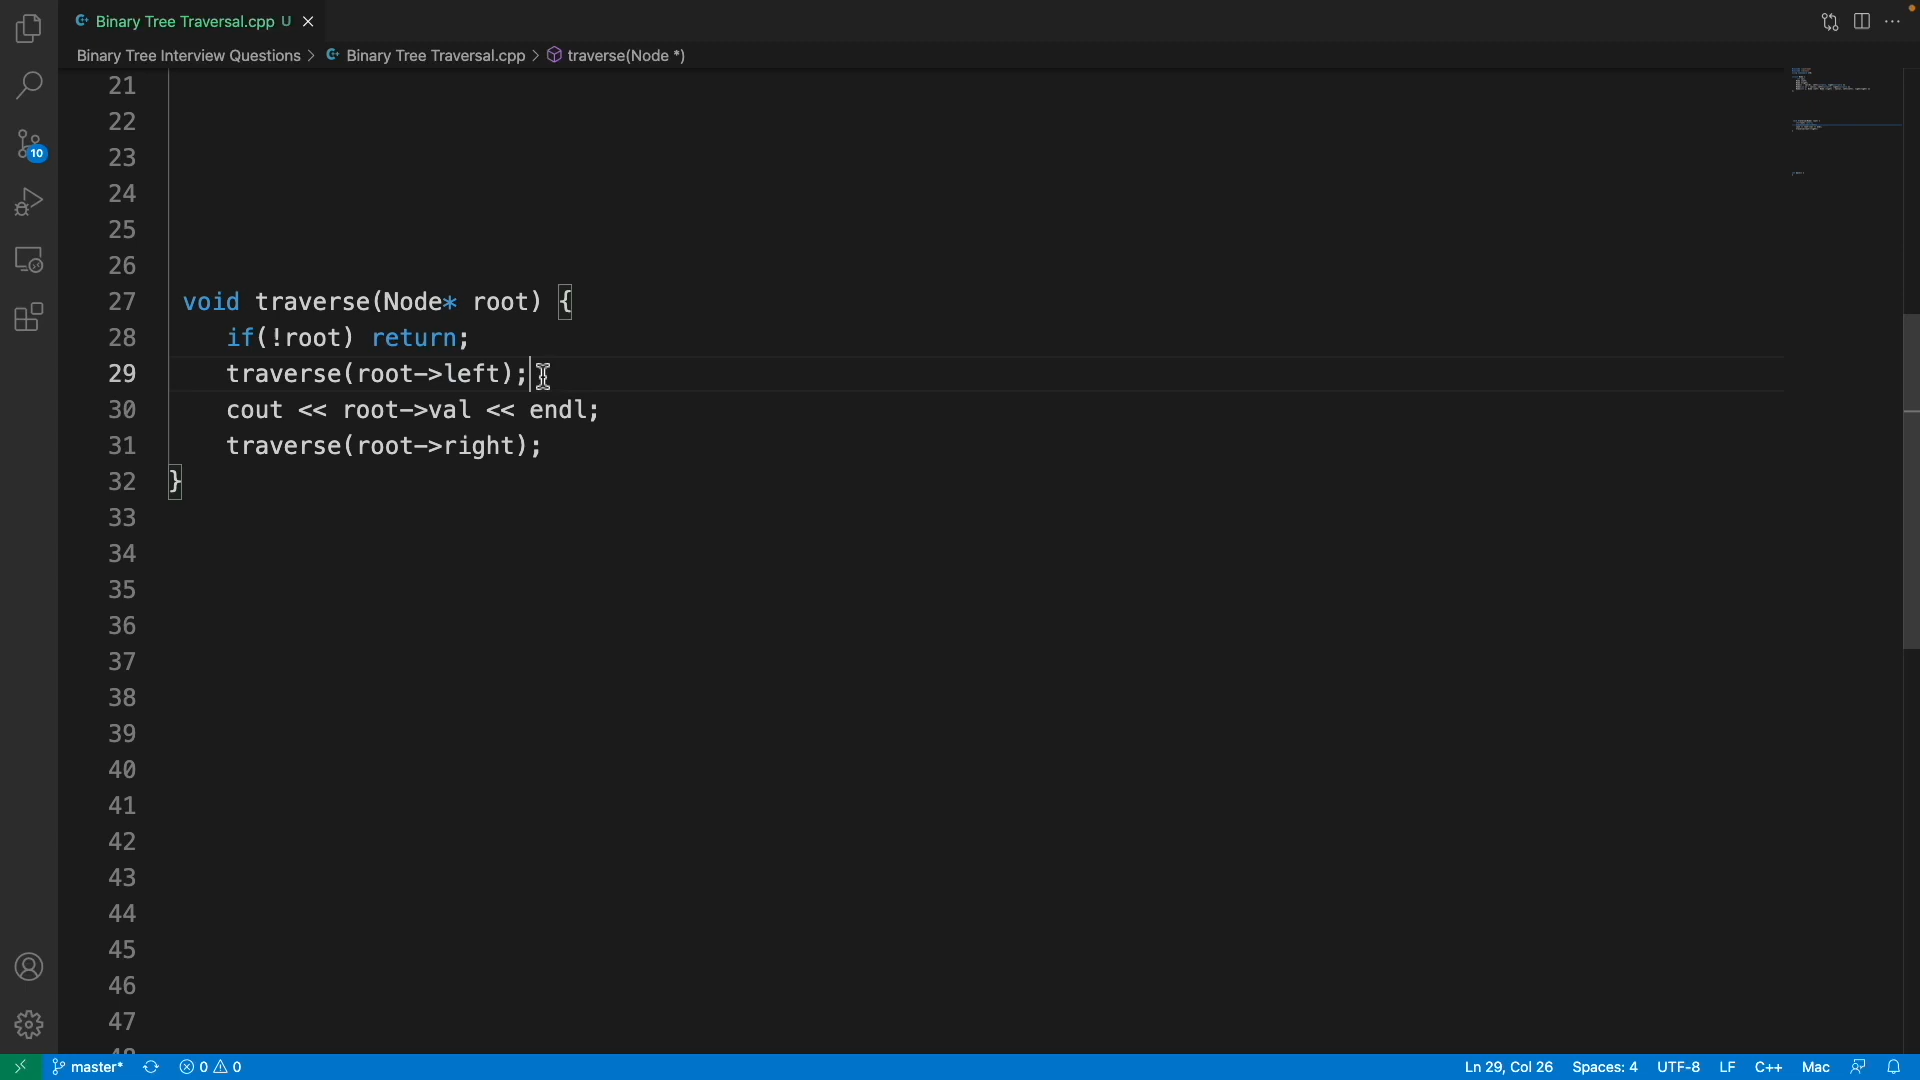 Binary Tree Traversal.cpp U
Binary Tree Interview Questions > Binary Tree Traversal.cpp > traverse(Node *)
21
22
23
24
25
26
27 void traverse(Node* root) {
28 if(!root) return;
29 traverse(root->left);
30 cout << root->val << endl;
31 traverse(root->right);
32 }
33
34
35
36
37
38
39
40
41
42
43
44
45
46
47
10
master* 0 0 Ln 29, Col 26 Spaces: 4 UTF-8 LF C++ Mac